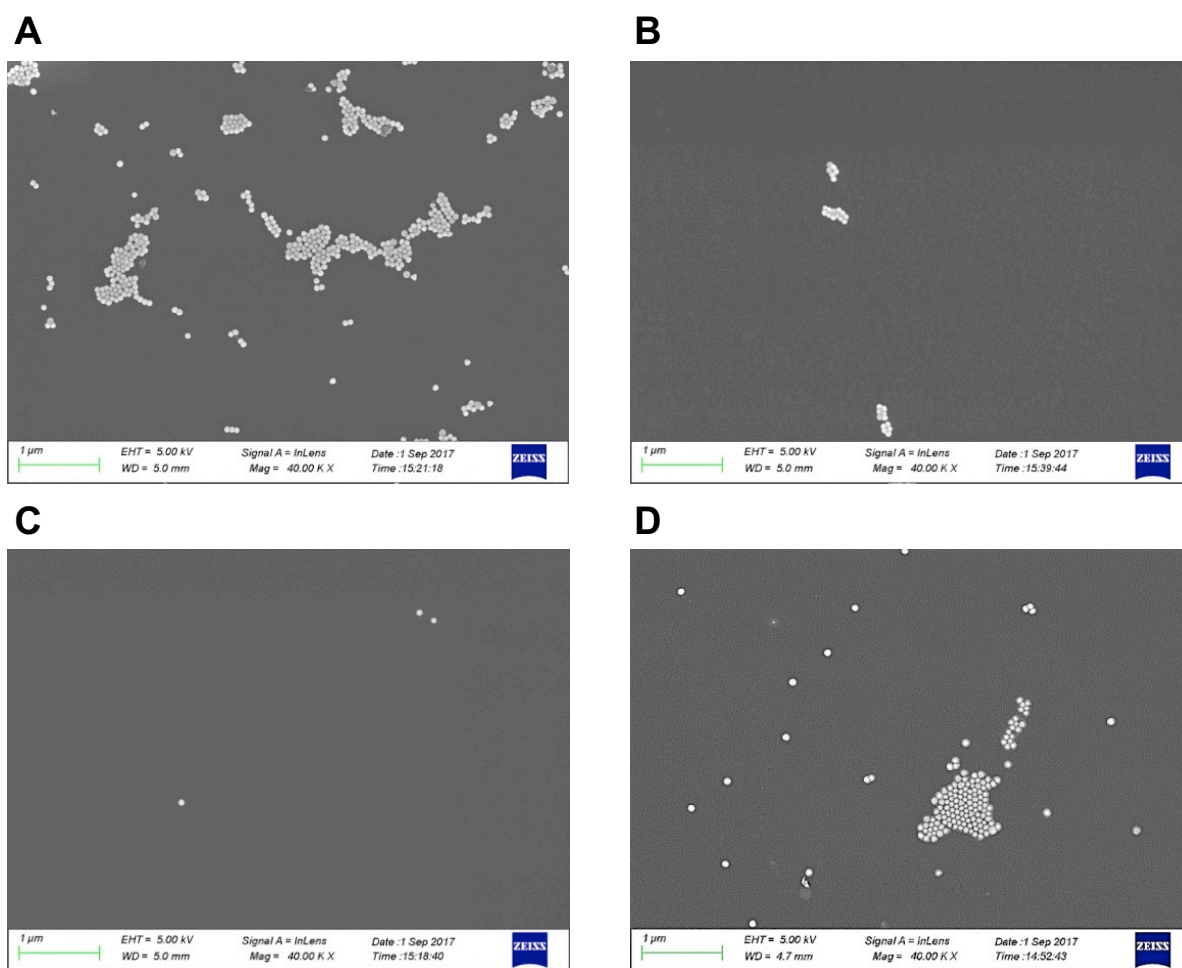 A
B
1 µm
EHT = 5.00 kV
WD = 5.0 mm
Signal A = InLens
Mag = 40.00 K X
Date :1 Sep 2017
Time :15:21:18
ZEISS
1 µm
EHT = 5.00 kV
WD = 5.0 mm
Signal A = InLens
Mag = 40.00 K X
Date :1 Sep 2017
Time :15:39:44
ZEISS
C
D
1 µm
EHT = 5.00 kV
WD = 5.0 mm
Signal A = InLens
Mag = 40.00 K X
Date :1 Sep 2017
Time :15:18:40
ZEISS
1 µm
EHT = 5.00 kV
WD = 4.7 mm
Signal A = InLens
Mag = 40.00 K X
Date :1 Sep 2017
Time :14:52:43
ZEISS